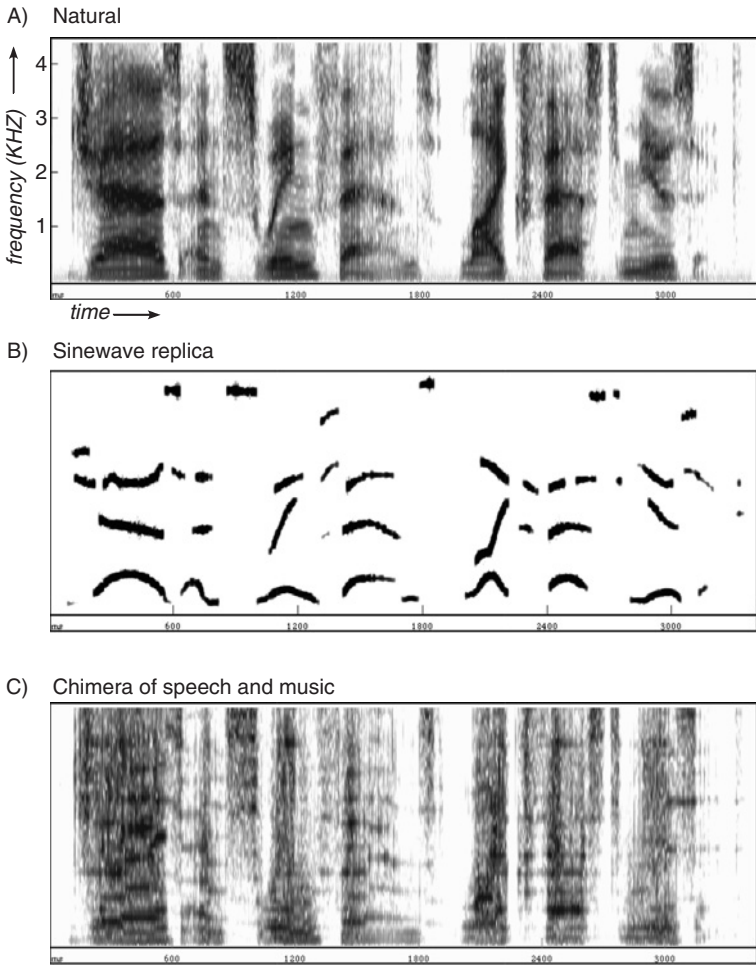 A) Natural
frequency (KHZ)
4
3
2
1
ms 600 1200 1800 2400 3000
time
B) Sinewave replica
ms 600 1200 1800 2400 3000
C) Chimera of speech and music
ms 600 1200 1800 2400 3000